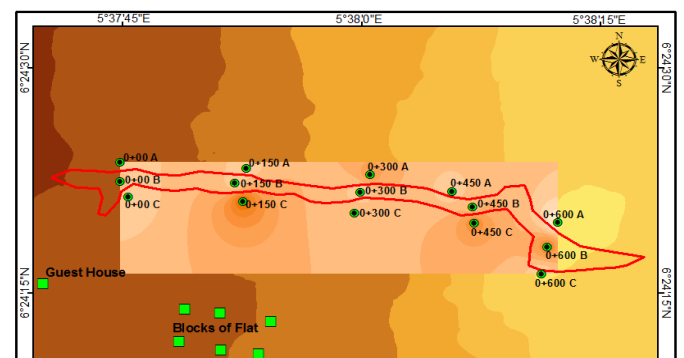 5°37'45"E 5°38'0"E 5°38'15"E
6°24'30"N 6°24'30"N
N
W E
S
0+00 A
0+150 A
0+300 A
0+00 B
0+150 B
0+300 B
0+450 A
0+00 C
0+150 C
0+300 C
0+450 B
0+450 C
0+600 A
0+600 B
0+600 C
6°24'15"N 6°24'15"N
Guest House
Blocks of Flat